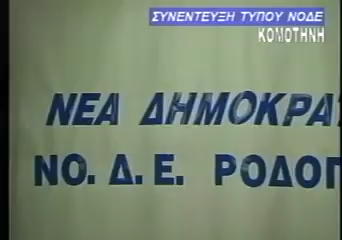 ΣΥΝΕΝΤΕΥΞΗ ΤΥΠΟΥ ΝΟΔΕ
ΚΟΜΟΤΗΝΗ
ΝΕΑ ΔΗΜΟΚΡΑ
ΝΟ. Δ. Ε. ΡΟΔΟΠ